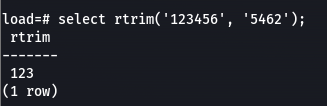 load=# select rtrim('123456', '5462');
 rtrim
-------
 123
(1 row)